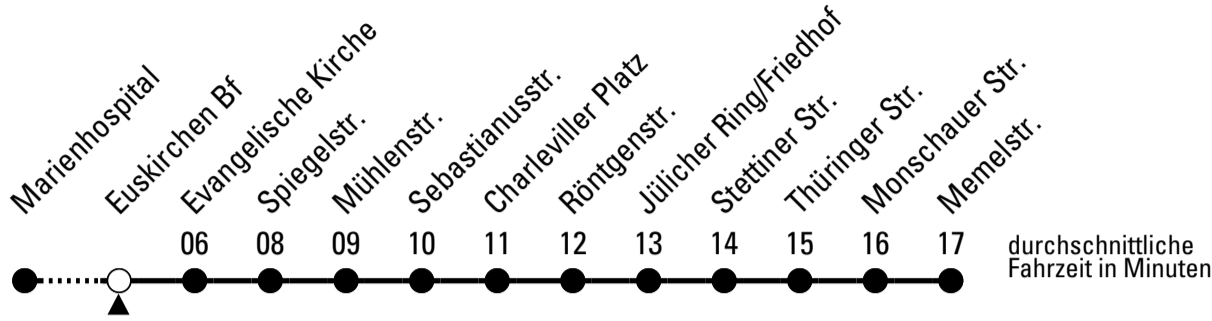 Marienhospital
Euskirchen Bf
Evangelische Kirche
Spiegelstr.
Mühlenstr.
Sebastianusstr.
Charleviller Platz
Röntgenstr.
Jülicher Ring/Friedhof
Stettiner Str.
Thüringer Str.
Monschauer Str.
Memelstr.
06 08 09 10 11 12 13 14 15 16 17
durchschnittliche
Fahrzeit in Minuten